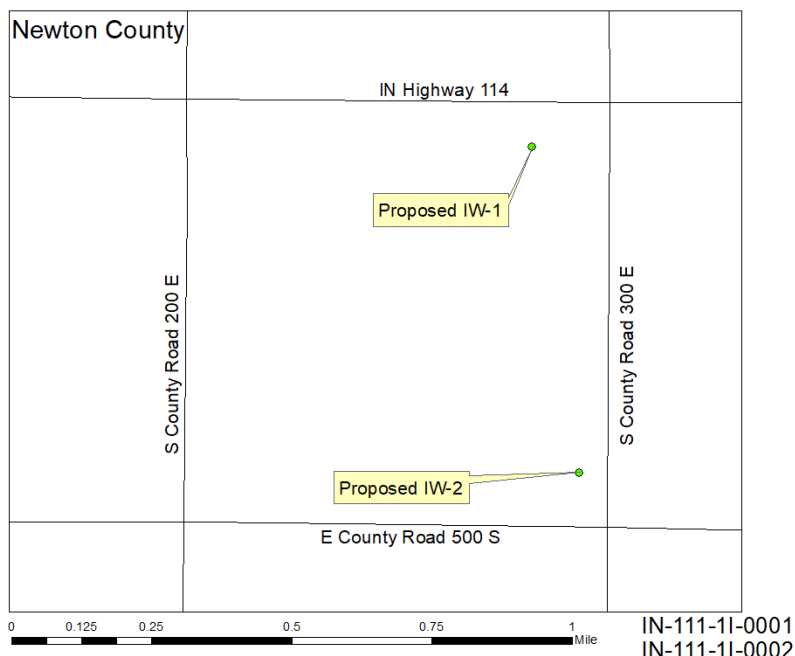 Newton County
IN Highway 114
Proposed IW-1
S County Road 200 E
S County Road 300 E
Proposed IW-2
E County Road 500 S
0 0.125 0.25 0.5 0.75 1
Mile
IN-111-1I-0001
IN-111-1I-0002